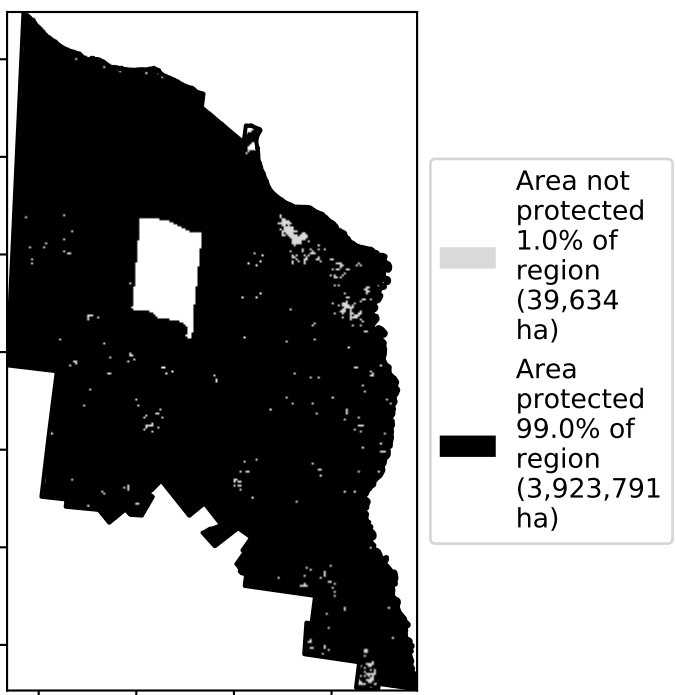 Area not
protected
1.0% of
region
(39,634
ha)
Area
protected
99.0% of
region
(3,923,791
ha)